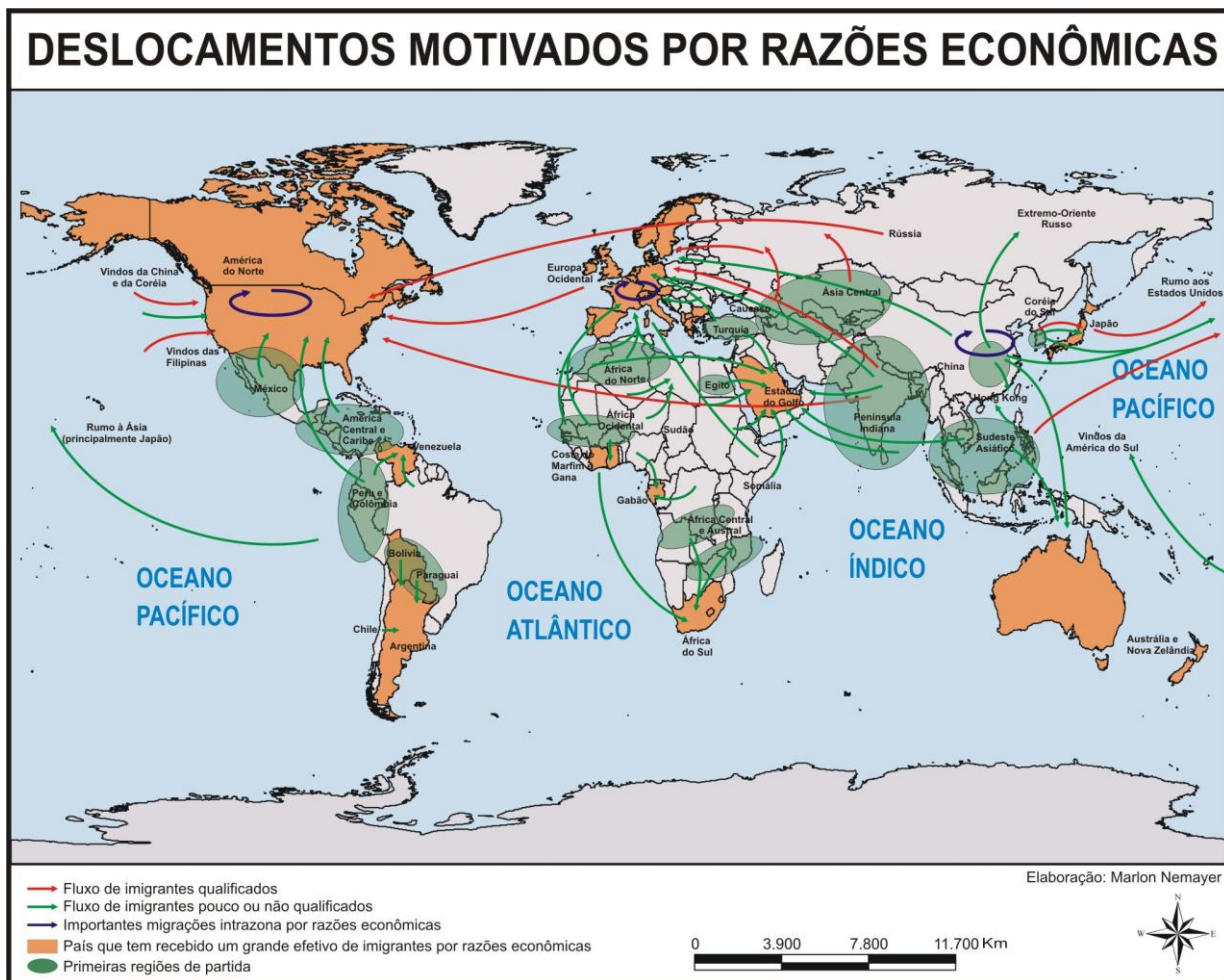 DESLOCAMENTOS MOTIVADOS POR RAZÕES ECONÔMICAS
Extremo-Oriente
Russo
Rússia
Vindos da China
e da Coréia
América
do Norte
Europa
Ocidental
Ásia Central
Rumo aos
Estados Unidos
Coréia
do Sul
Japão
Cáucaso
Turquia
Vindos das
Filipinas
China
OCEANO
PACÍFICO
México
África
do Norte
Egito
Estados
do Golfo
Península
Indiana
Hong Kong
Rumo à Ásia
(principalmente Japão)
América
Central e
Caribe
Venezuela
África
Ocidental
Sudão
Sudeste
Asiático
Vindos da
América do Sul
Costa do
Marfim e
Gana
Somália
Gabão
Peru e
Colômbia
África Central
e Austral
OCEANO
ÍNDICO
Bolívia
Paraguai
OCEANO
PACÍFICO
OCEANO
ATLÂNTICO
Chile
Argentina
África
do Sul
Austrália e
Nova Zelândia
Elaboração: Marlon Nemayer
Fluxo de imigrantes qualificados
Fluxo de imigrantes pouco ou não qualificados
Importantes migrações intrazona por razões econômicas
País que tem recebido um grande efetivo de imigrantes por razões econômicas
Primeiras regiões de partida
0 3.900 7.800 11.700 Km
N
W E
S